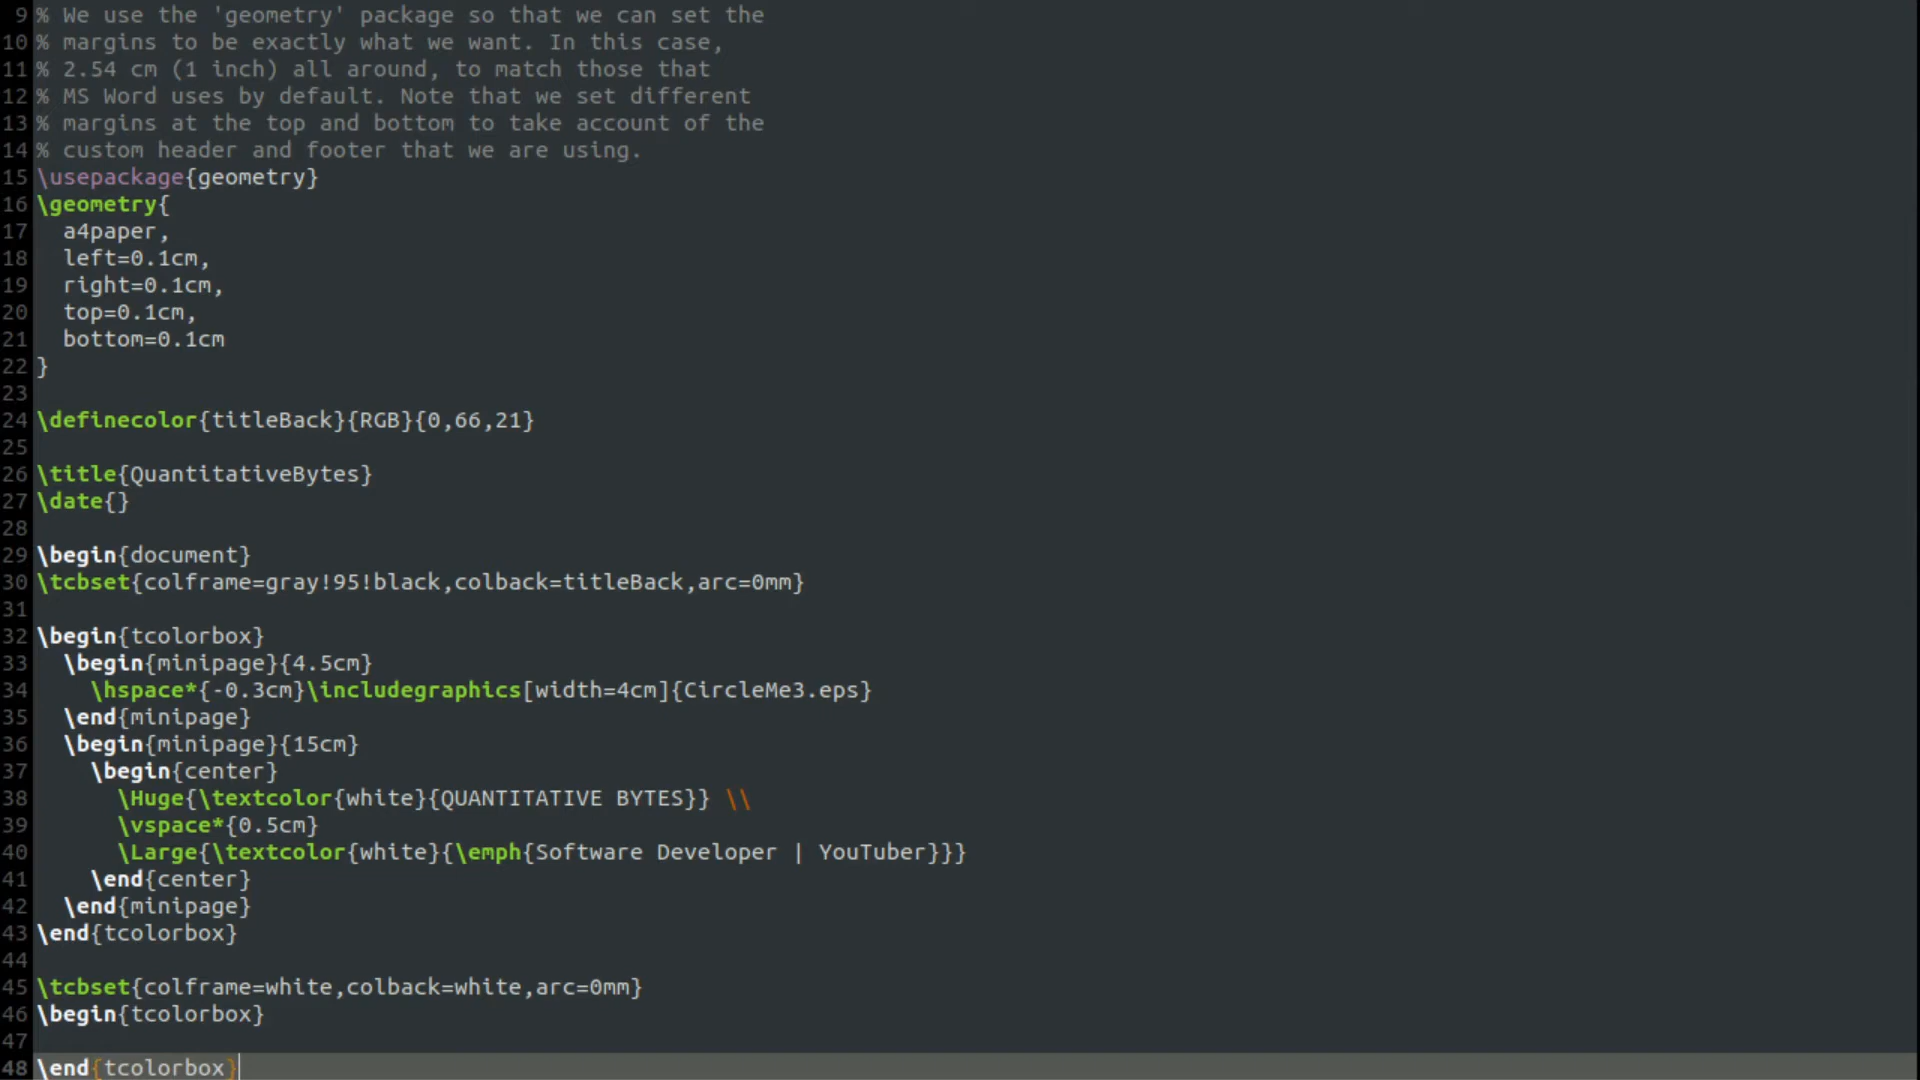 9 % We use the 'geometry' package so that we can set the
10 % margins to be exactly what we want. In this case,
11 % 2.54 cm (1 inch) all around, to match those that
12 % MS Word uses by default. Note that we set different
13 % margins at the top and bottom to take account of the
14 % custom header and footer that we are using.
15 \usepackage{geometry}
16 \geometry{
17   a4paper,
18   left=0.1cm,
19   right=0.1cm,
20   top=0.1cm,
21   bottom=0.1cm
22 }
23
24 \definecolor{titleBack}{RGB}{0,66,21}
25
26 \title{QuantitativeBytes}
27 \date{}
28
29 \begin{document}
30 \tcbset{colframe=gray!95!black,colback=titleBack,arc=0mm}
31
32 \begin{tcolorbox}
33   \begin{minipage}{4.5cm}
34     \hspace*{-0.3cm}\includegraphics[width=4cm]{CircleMe3.eps}
35   \end{minipage}
36   \begin{minipage}{15cm}
37     \begin{center}
38       \Huge{\textcolor{white}{QUANTITATIVE BYTES}} \\
39       \vspace*{0.5cm}
40       \Large{\textcolor{white}{\emph{Software Developer | YouTuber}}}
41     \end{center}
42   \end{minipage}
43 \end{tcolorbox}
44
45 \tcbset{colframe=white,colback=white,arc=0mm}
46 \begin{tcolorbox}
47
48 \end{tcolorbox}